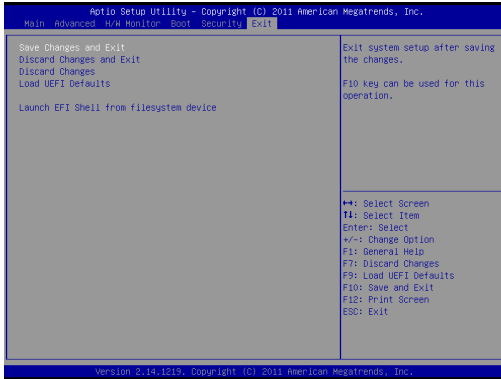 Aptio Setup Utility – Copyright (C) 2011 American Megatrends, Inc.
Main Advanced H/W Monitor Boot Security Exit
Save Changes and Exit
Discard Changes and Exit
Discard Changes
Load UEFI Defaults
Launch EFI Shell from filesystem device
Exit system setup after saving
the changes.
F10 key can be used for this
operation.
↔: Select Screen
↑↓: Select Item
Enter: Select
+/-: Change Option
F1: General Help
F7: Discard Changes
F9: Load UEFI Defaults
F10: Save and Exit
F12: Print Screen
ESC: Exit
Version 2.14.1219. Copyright (C) 2011 American Megatrends, Inc.